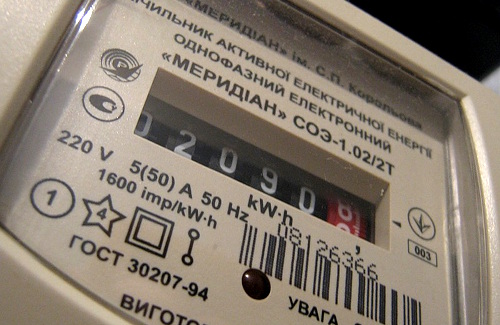 «МЕРИДІАН» ім. С.П. Корольова
ЛІЧИЛЬНИК АКТИВНОЇ ЕЛЕКТРИЧНОЇ ЕНЕРГІЇ
ОДНОФАЗНИЙ ЕЛЕКТРОННИЙ
«МЕРИДІАН» СОЭ-1.02/2Т
02090
kW·h
220 V 5(50) A 50 Hz
1600 imp/kW·h
1 4
ГОСТ 30207-94
08126366
003
УВАГА